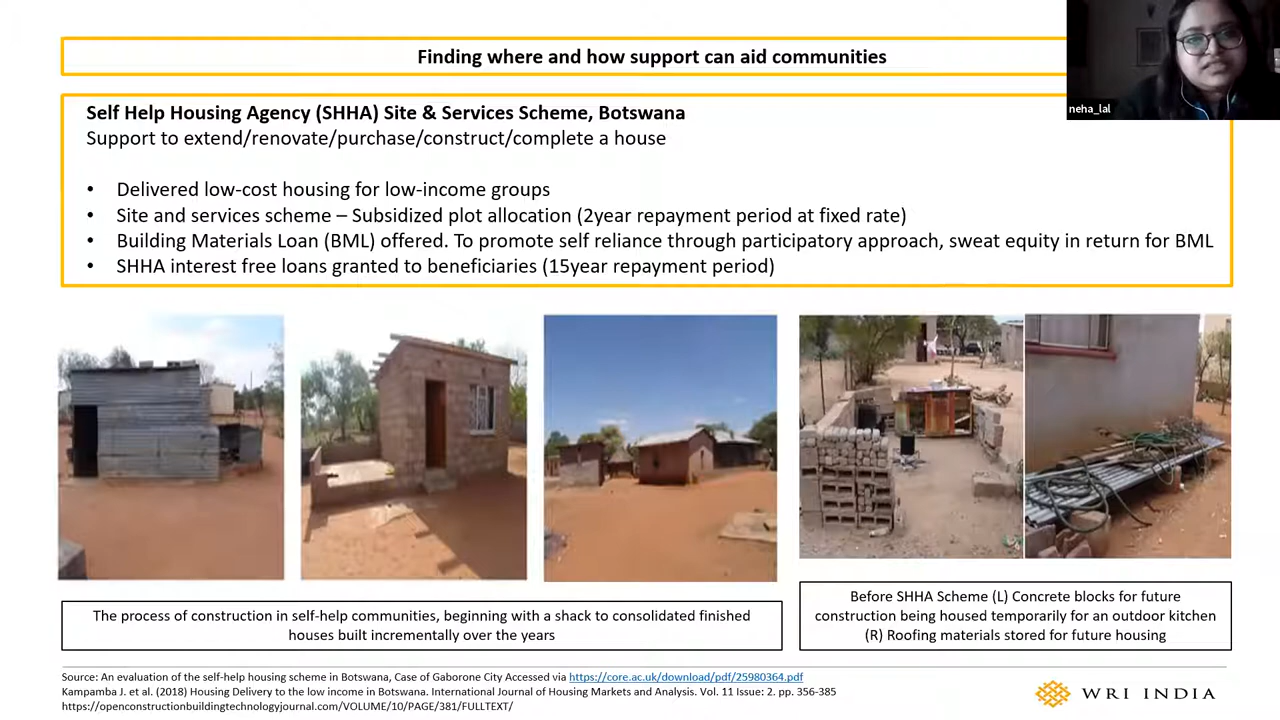 Finding where and how support can aid communities
neha_lal
Self Help Housing Agency (SHHA) Site & Services Scheme, Botswana
Support to extend/renovate/purchase/construct/complete a house
• Delivered low-cost housing for low-income groups
• Site and services scheme – Subsidized plot allocation (2year repayment period at fixed rate)
• Building Materials Loan (BML) offered. To promote self reliance through participatory approach, sweat equity in return for BML
• SHHA interest free loans granted to beneficiaries (15year repayment period)
The process of construction in self-help communities, beginning with a shack to consolidated finished
houses built incrementally over the years
Before SHHA Scheme (L) Concrete blocks for future
construction being housed temporarily for an outdoor kitchen
(R) Roofing materials stored for future housing
Source: An evaluation of the self-help housing scheme in Botswana, Case of Gaborone City Accessed via https://core.ac.uk/download/pdf/25980364.pdf
Kampamba J. et al. (2018) Housing Delivery to the low income in Botswana. International Journal of Housing Markets and Analysis. Vol. 11 Issue: 2. pp. 356-385
https://openconstructionbuildingtechnologyjournal.com/VOLUME/10/PAGE/381/FULLTEXT/
WRI INDIA